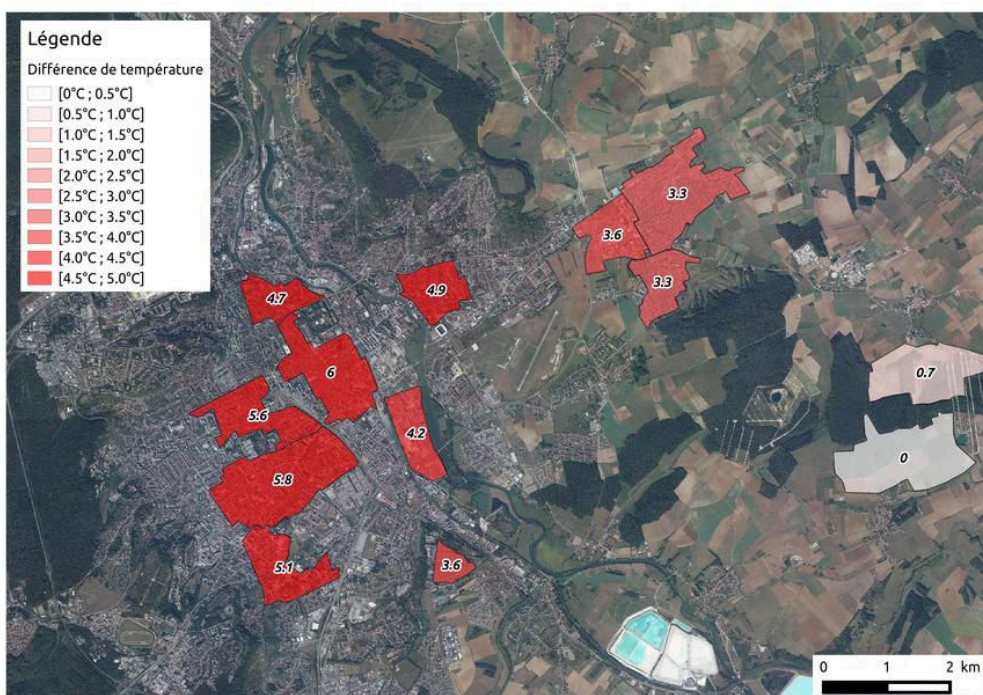 Légende
Différence de température
[0°C ; 0.5°C]
[0.5°C ; 1.0°C]
[1.0°C ; 1.5°C]
[1.5°C ; 2.0°C]
[2.0°C ; 2.5°C]
[2.5°C ; 3.0°C]
[3.0°C ; 3.5°C]
[3.5°C ; 4.0°C]
[4.0°C ; 4.5°C]
[4.5°C ; 5.0°C]
3.3
3.6
3.3
4.7
4.9
6
0.7
5.6
4.2
0
5.8
5.1
3.6
0 1 2 km